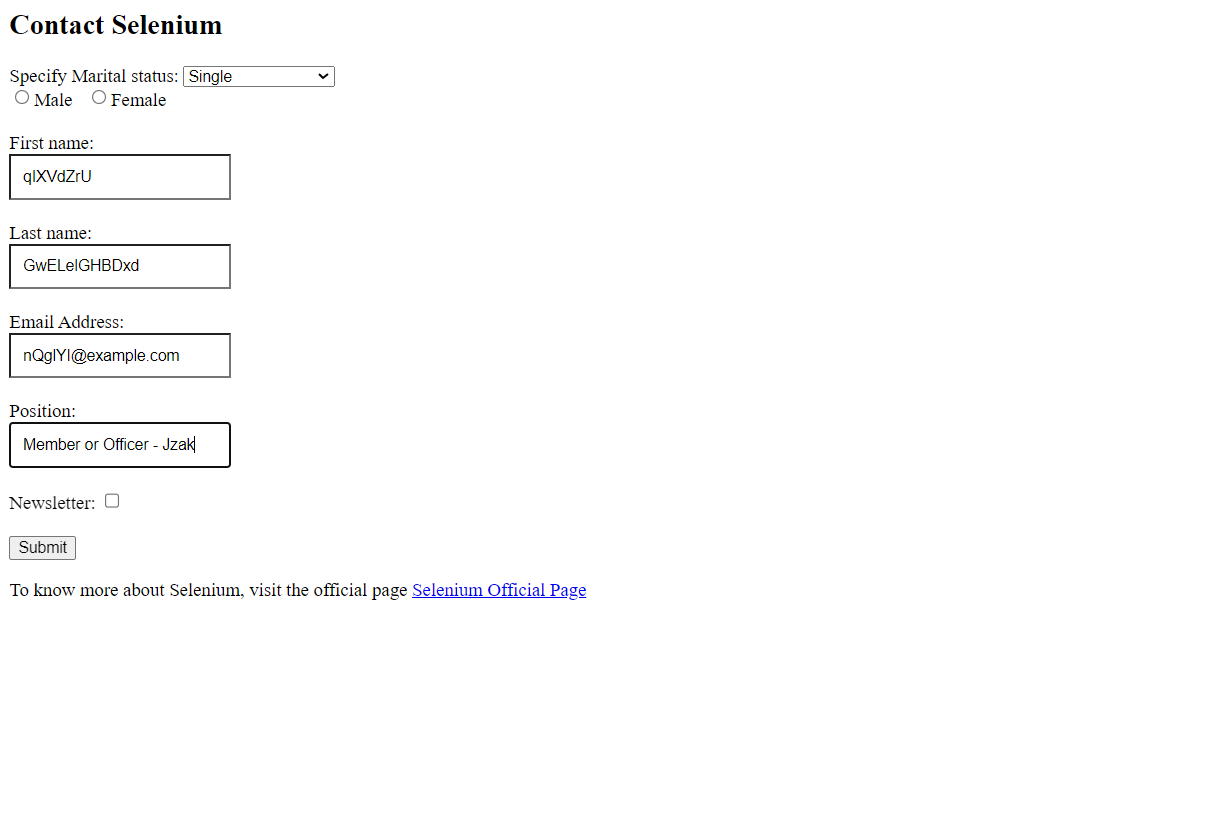 Contact Selenium
Specify Marital status: Single
Male Female
First name:
qlXVdZrU
Last name:
GwELelGHBDxd
Email Address:
nQglYl@example.com
Position:
Member or Officer - Jzak
Newsletter:
Submit
To know more about Selenium, visit the official page Selenium Official Page